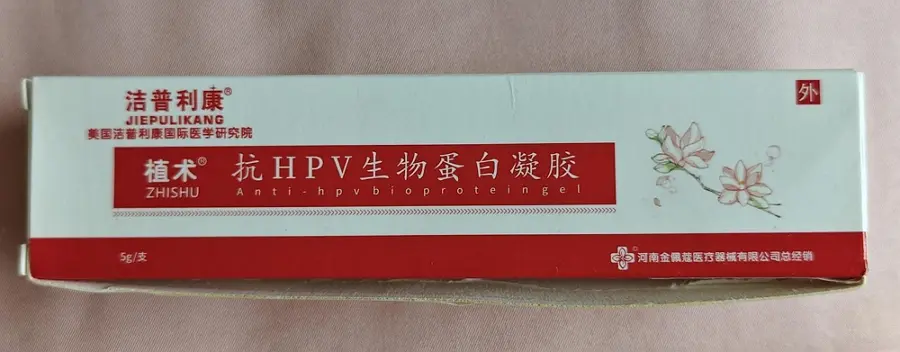 洁普利康®
JIEPULIKANG
美国洁普利康国际医学研究院
外
植术®
ZHISHU
抗HPV生物蛋白凝胶
Anti-hpvbioproteingel
5g/支
河南金佩蔻医疗器械有限公司总经销